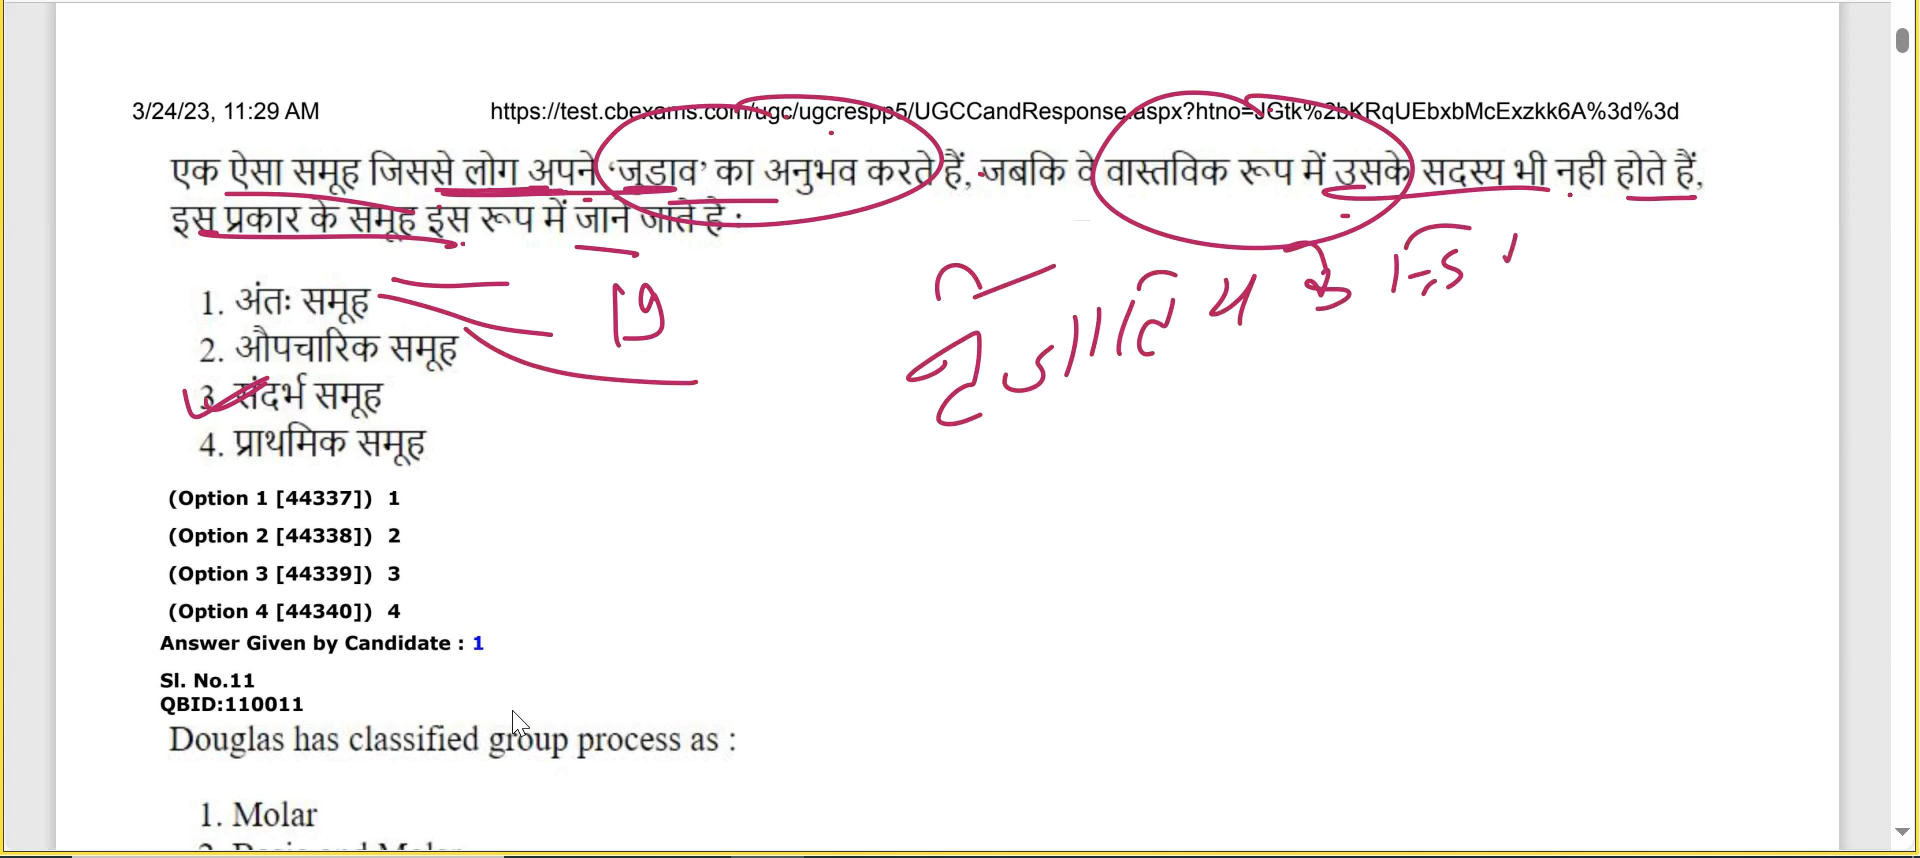 3/24/23, 11:29 AM https://test.cbexams.com/ugc/ugcrespp5/UGCCandResponse.aspx?htno=JGtk%2bKRqUEbxbMcExzkk6A%3d%3d
एक ऐसा समूह जिससे लोग अपने ‘जुडाव’ का अनुभव करते हैं, जबकि वे वास्तविक रूप में उसके सदस्य भी नही होते हैं,
इस प्रकार के समूह इस रूप में जाने जाते है :
1. अंतः समूह
2. औपचारिक समूह
3. संदर्भ समूह
4. प्राथमिक समूह
(Option 1 [44337]) 1
(Option 2 [44338]) 2
(Option 3 [44339]) 3
(Option 4 [44340]) 4
Answer Given by Candidate : 1
Sl. No.11
QBID:110011
Douglas has classified group process as :
1. Molar